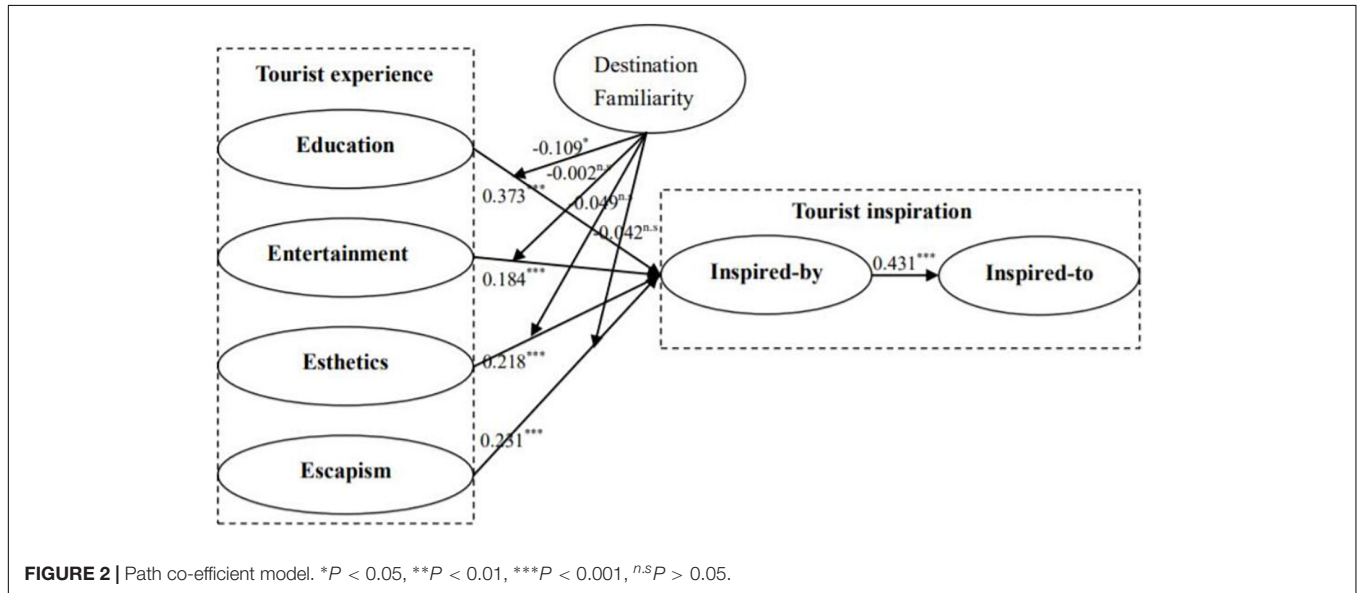 Tourist experience
Destination
Familiarity
Education
-0.109*
-0.002n.s
0.373***
-0.049n.s
-0.042n.s
Tourist inspiration
Entertainment
0.184***
Inspired-by
0.431***
Inspired-to
Esthetics
0.218***
0.231***
Escapism
FIGURE 2 | Path co-efficient model. *P < 0.05, **P < 0.01, ***P < 0.001, n.sP > 0.05.